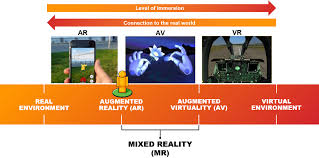 Level of immersion
Connection to the real world
AR
AV
VR
REAL
ENVIRONMENT
AUGMENTED
REALITY (AR)
AUGMENTED
VIRTUALITY (AV)
VIRTUAL
ENVIRONMENT
MIXED REALITY
(MR)